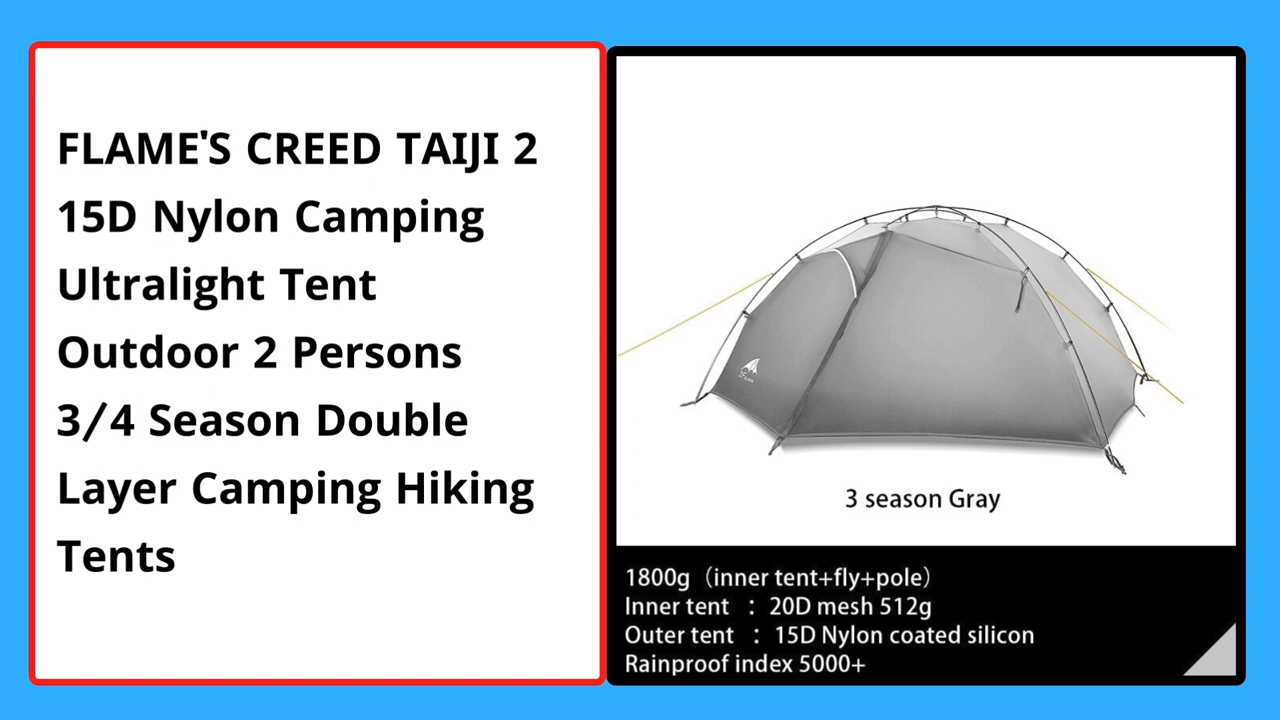 FLAME'S CREED TAIJI 2
15D Nylon Camping
Ultralight Tent
Outdoor 2 Persons
3/4 Season Double
Layer Camping Hiking
Tents
3 season Gray
1800g（inner tent+fly+pole）
Inner tent ：20D mesh 512g
Outer tent ：15D Nylon coated silicon
Rainproof index 5000+